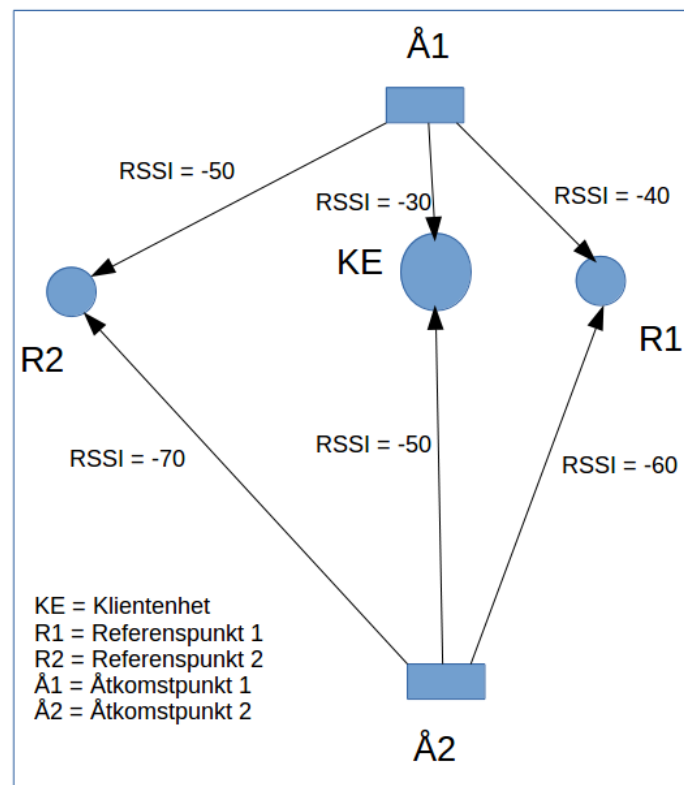 Å1
RSSI = -50
RSSI = -30
RSSI = -40
KE
R2
R1
RSSI = -70
RSSI = -50
RSSI = -60
KE = Klientenhet
R1 = Referenspunkt 1
R2 = Referenspunkt 2
Å1 = Åtkomstpunkt 1
Å2 = Åtkomstpunkt 2
Å2